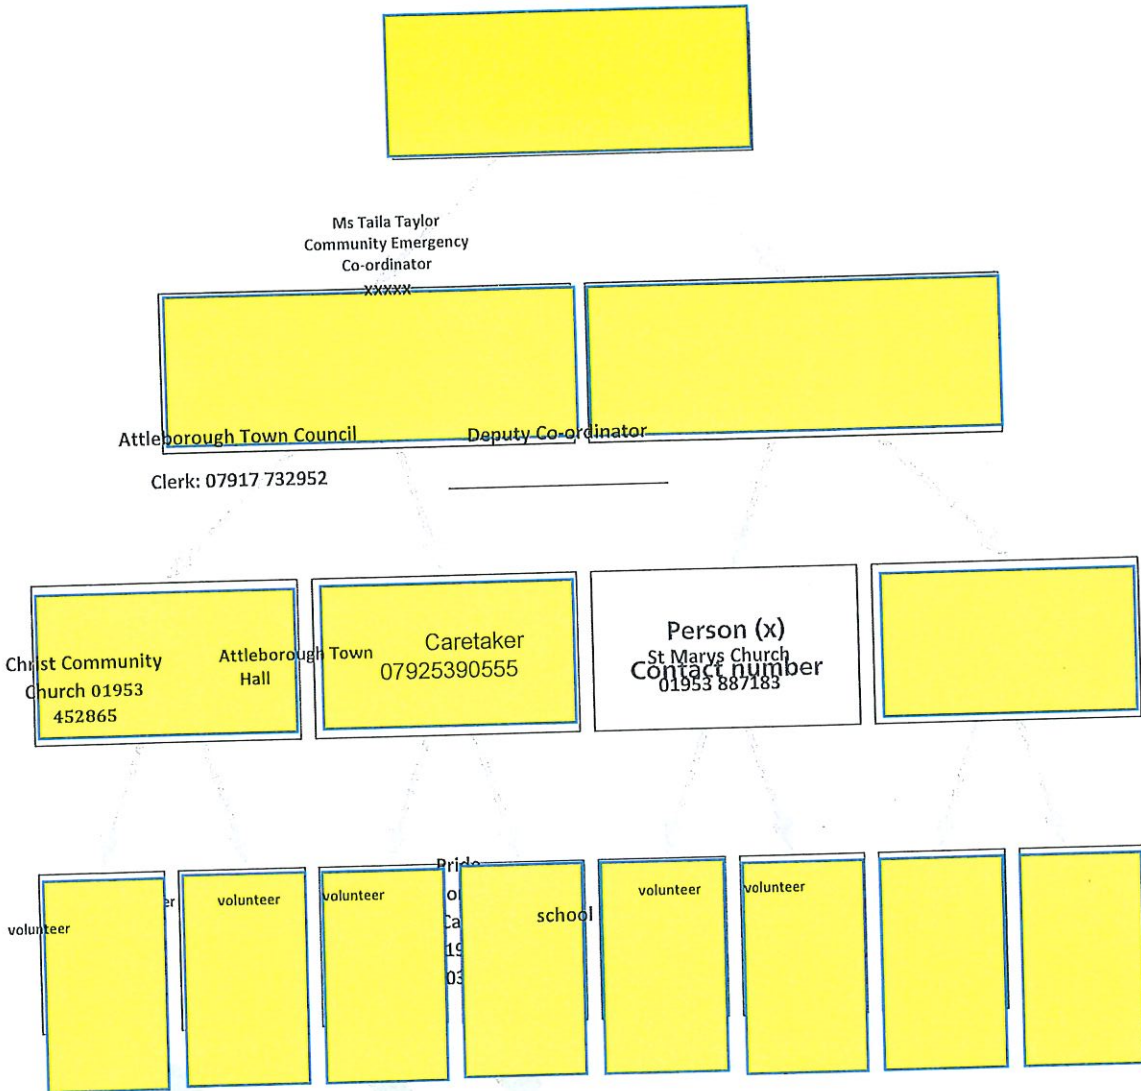 Ms Taila Taylor
Community Emergency
Co-ordinator
xxxxx
Attleborough Town Council
Deputy Co-ordinator
Clerk: 07917 732952
Christ Community
Church 01953
452865
Attleborough Town
Hall
Caretaker
07925390555
Person (x)
St Marys Church
Contact number
01953 887183
volunteer
volunteer
volunteer
school
volunteer
volunteer